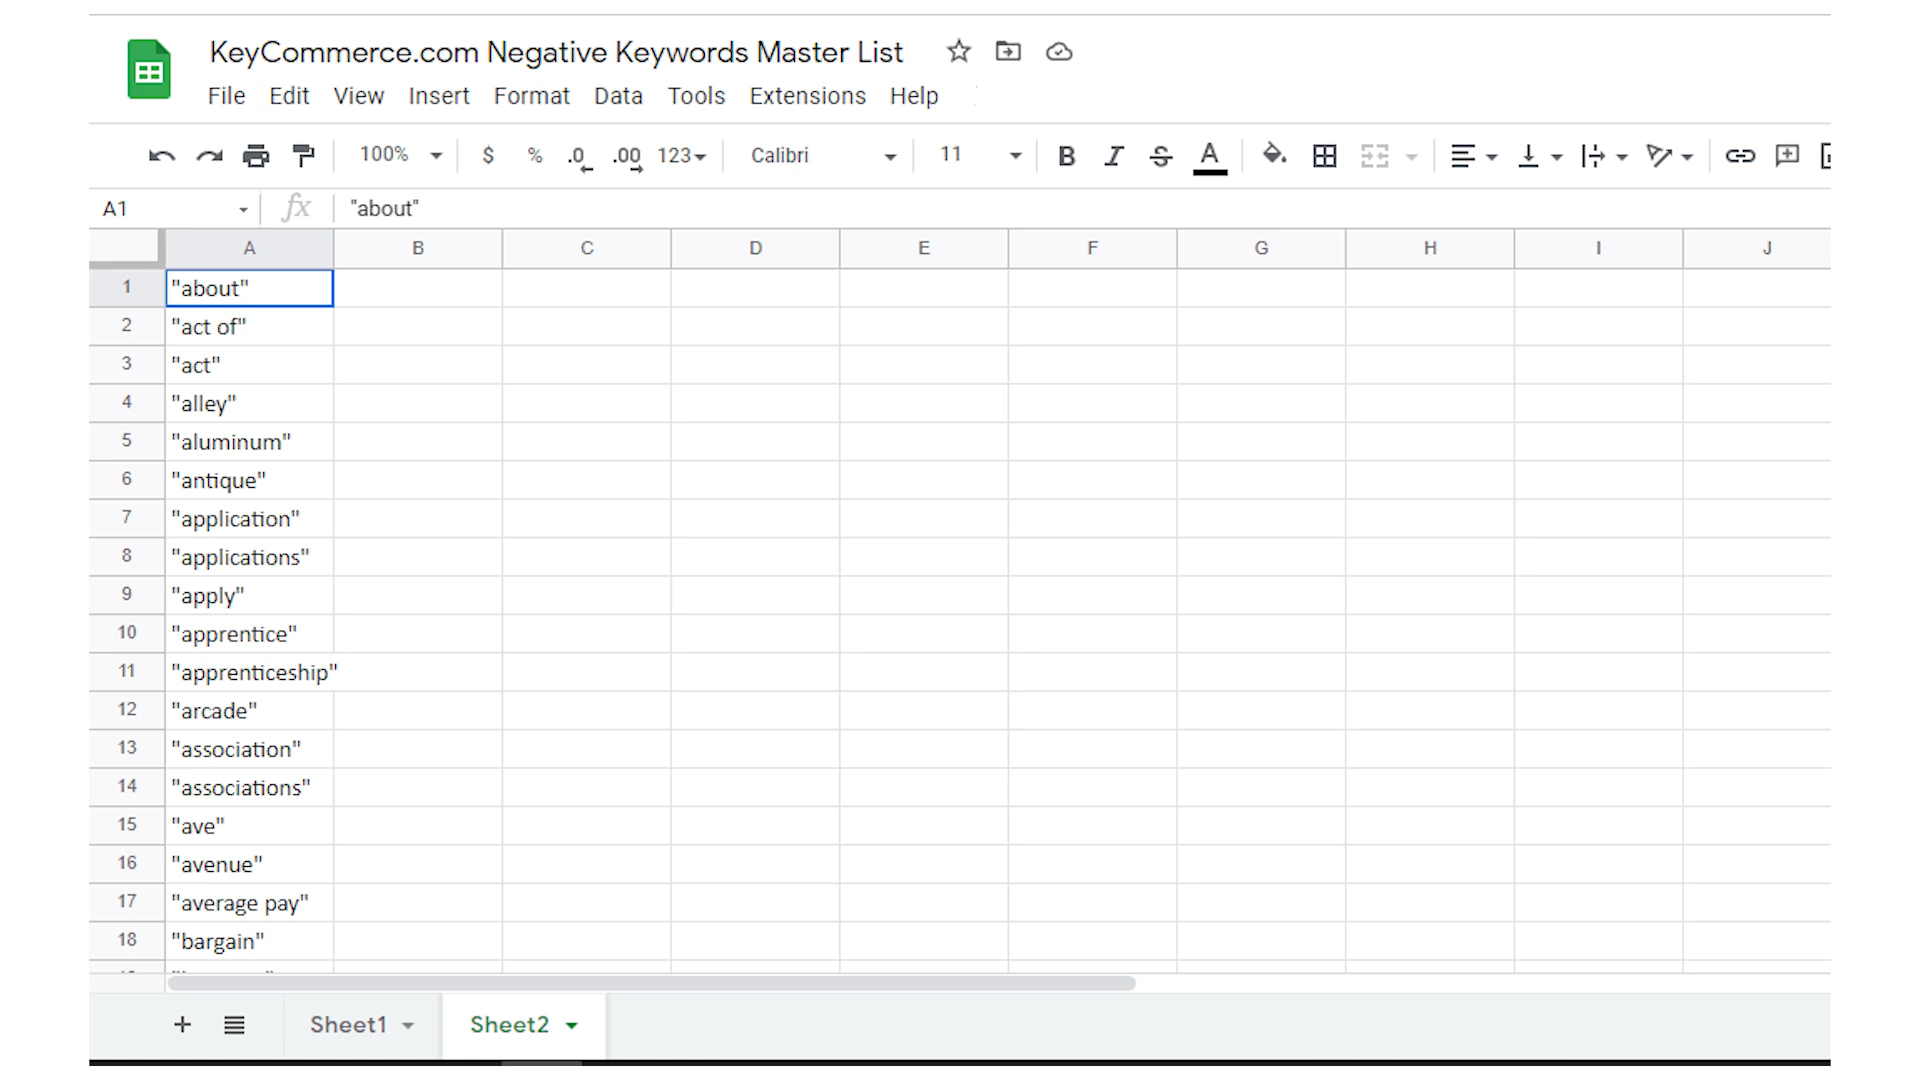 KeyCommerce.com Negative Keywords Master List
File Edit View Insert Format Data Tools Extensions Help
100% $ % .0 .00 123 Calibri 11 B I S A
A1 fx "about"
A B C D E F G H I J
1 "about"
2 "act of"
3 "act"
4 "alley"
5 "aluminum"
6 "antique"
7 "application"
8 "applications"
9 "apply"
10 "apprentice"
11 "apprenticeship"
12 "arcade"
13 "association"
14 "associations"
15 "ave"
16 "avenue"
17 "average pay"
18 "bargain"
Sheet1 Sheet2